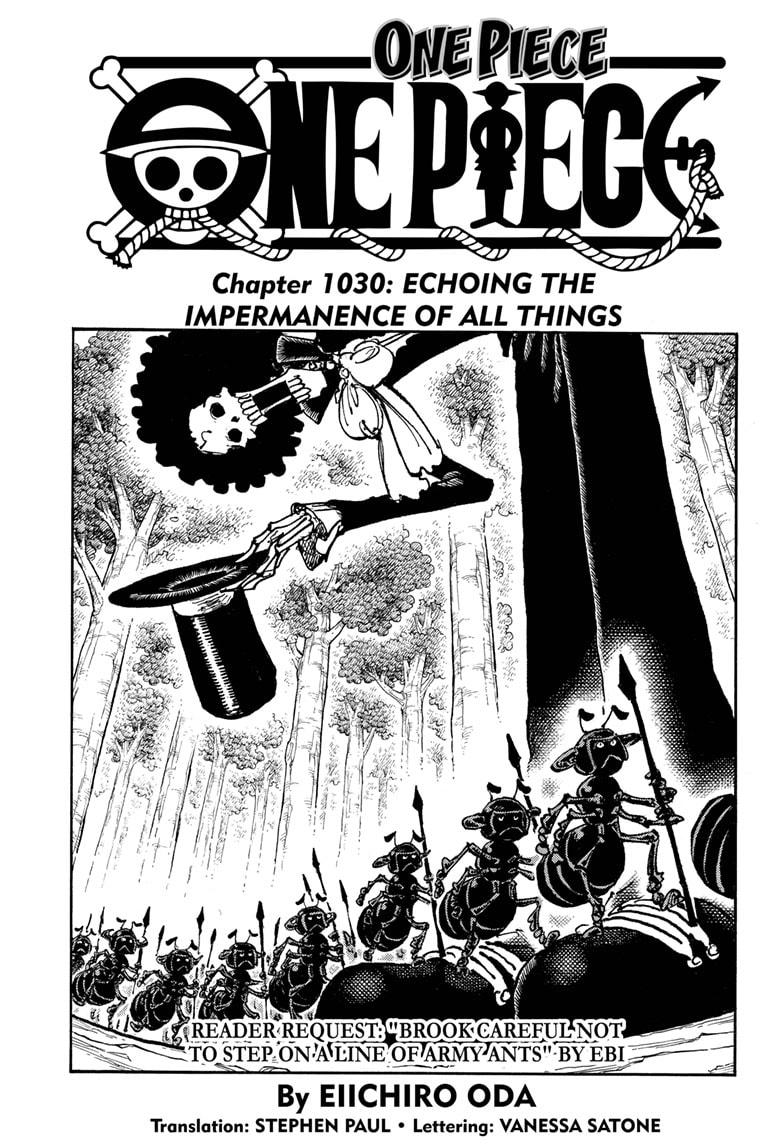 ONE PIECE
ONE PIECE
Chapter 1030: ECHOING THE
IMPERMANENCE OF ALL THINGS
READER REQUEST: "BROOK CAREFUL NOT
TO STEP ON A LINE OF ARMY ANTS" BY EBI
By EIICHIRO ODA
Translation: STEPHEN PAUL • Lettering: VANESSA SATONE